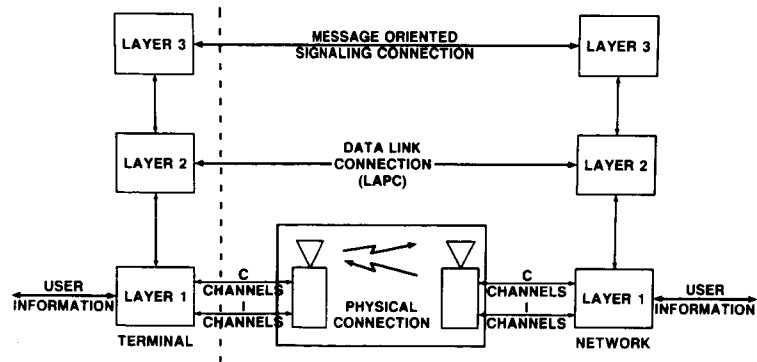 LAYER 3
MESSAGE ORIENTED
SIGNALING CONNECTION
LAYER 3
LAYER 2
DATA LINK
CONNECTION
(LAPC)
LAYER 2
USER
INFORMATION
LAYER 1
C
CHANNELS
I
CHANNELS
PHYSICAL
CONNECTION
C
CHANNELS
I
CHANNELS
LAYER 1
USER
INFORMATION
TERMINAL
NETWORK